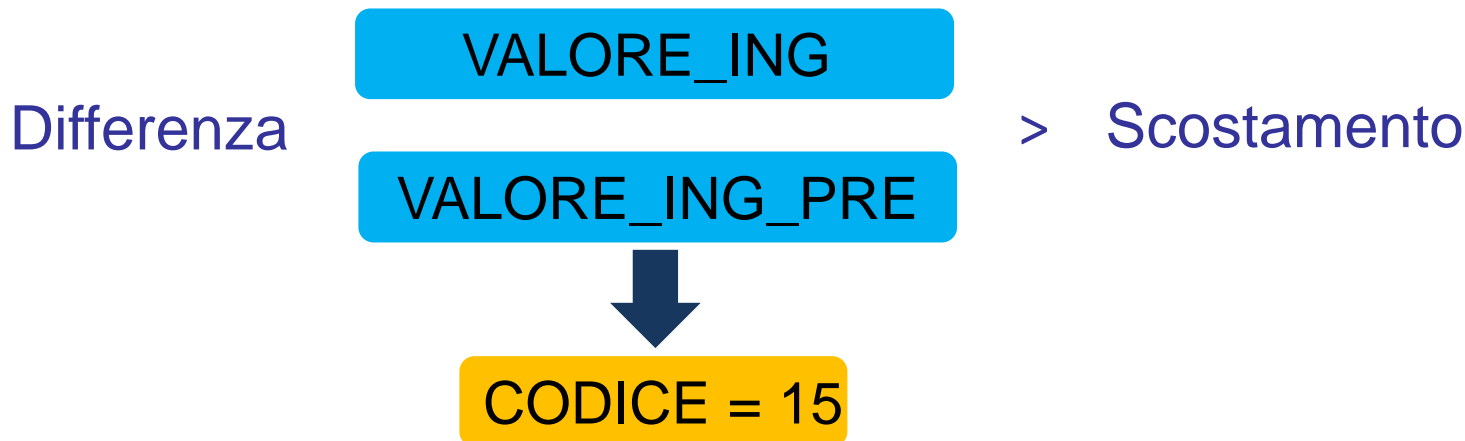 VALORE_ING
Differenza > Scostamento
VALORE_ING_PRE
CODICE = 15